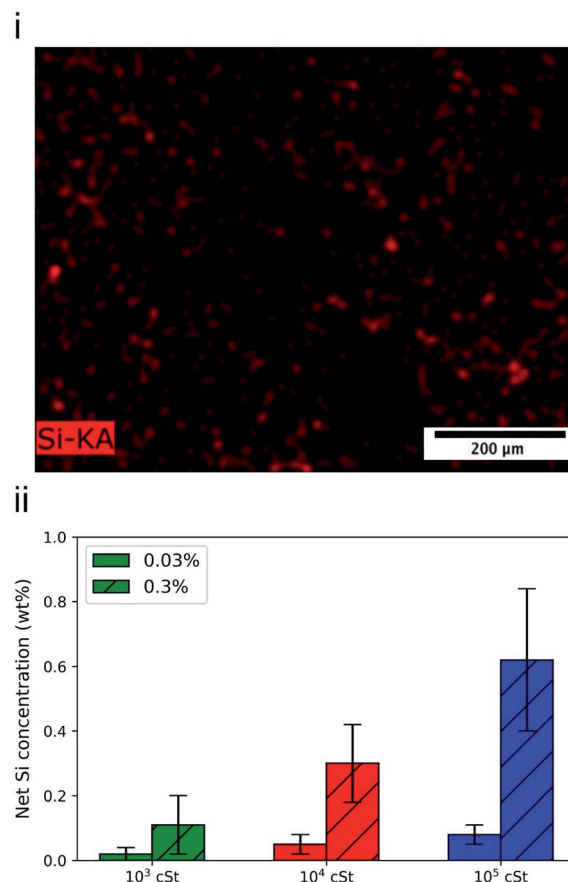 i
Si-KA
200 µm
ii
Net Si concentration (wt%)
1.0
0.8
0.6
0.4
0.2
0.0
0.03%
0.3%
10³ cSt
10⁴ cSt
10⁵ cSt